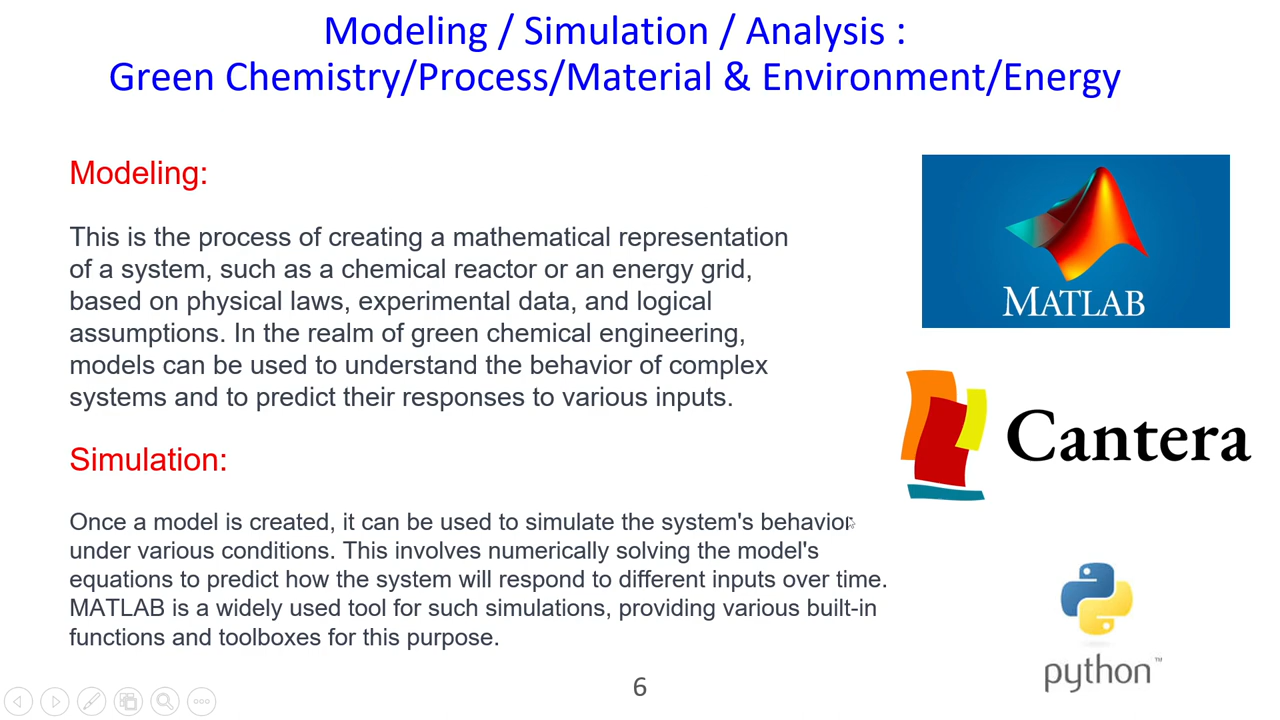 Modeling / Simulation / Analysis :
Green Chemistry/Process/Material & Environment/Energy
Modeling:
This is the process of creating a mathematical representation
of a system, such as a chemical reactor or an energy grid,
based on physical laws, experimental data, and logical
assumptions. In the realm of green chemical engineering,
models can be used to understand the behavior of complex
systems and to predict their responses to various inputs.
Simulation:
Once a model is created, it can be used to simulate the system's behavior
under various conditions. This involves numerically solving the model's
equations to predict how the system will respond to different inputs over time.
MATLAB is a widely used tool for such simulations, providing various built-in
functions and toolboxes for this purpose.
MATLAB
Cantera
python™
6